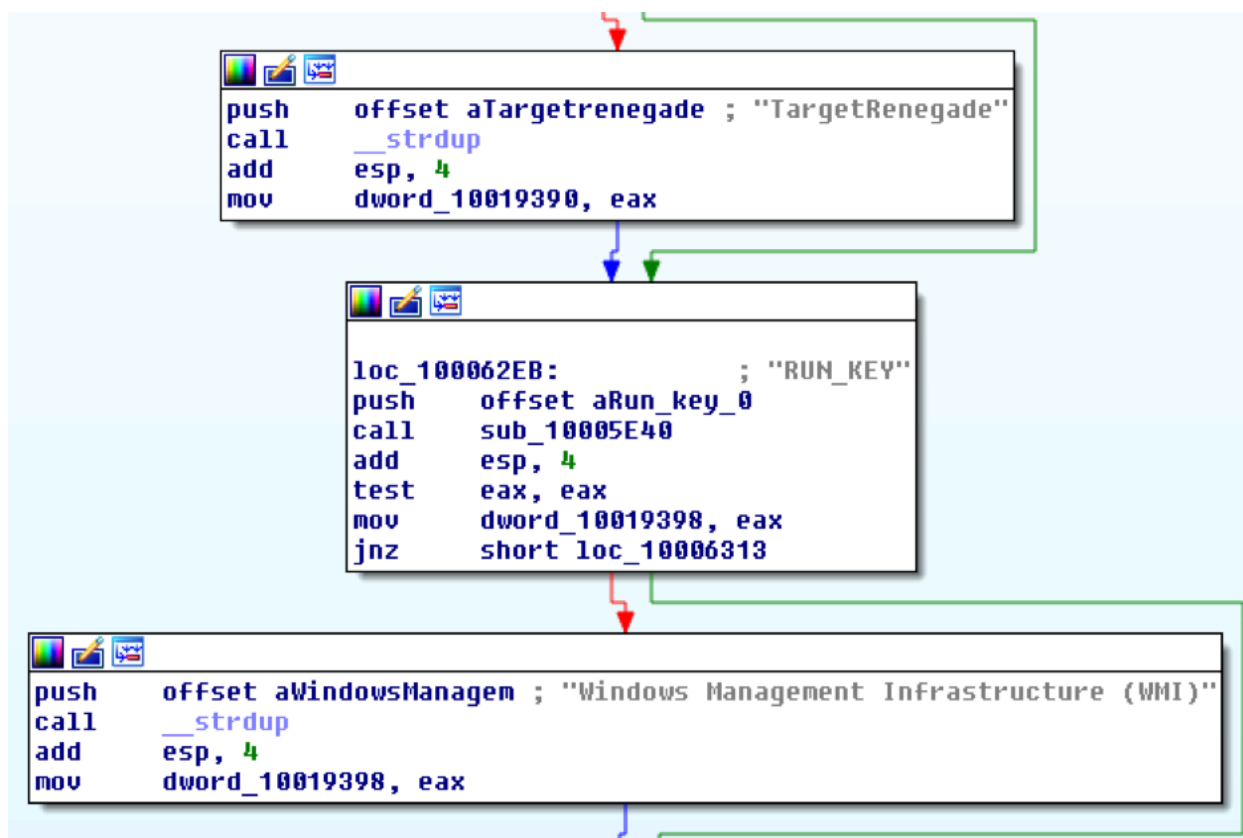 push offset aTargetrenegade ; "TargetRenegade"
call __strdup
add esp, 4
mov dword_10019390, eax
loc_100062EB: ; "RUN_KEY"
push offset aRun_key_0
call sub_10005E40
add esp, 4
test eax, eax
mov dword_10019398, eax
jnz short loc_10006313
push offset aWindowsManagem ; "Windows Management Infrastructure (WMI)"
call __strdup
add esp, 4
mov dword_10019398, eax